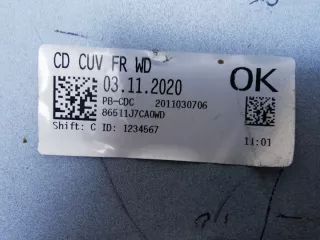 CD CUV FR WD
03.11.2020
OK
PB-CDC 2011030706
86511J7CA0WD
Shift: C ID: 1234567
11:01